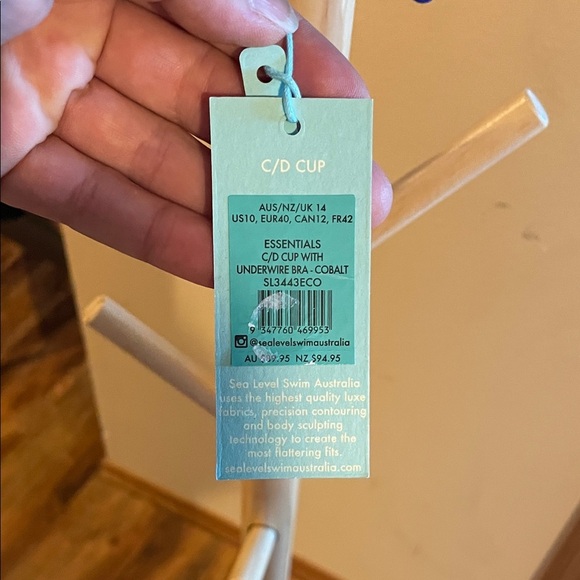 C/D CUP
AUS/NZ/UK 14
US10, EUR40, CAN12, FR42
ESSENTIALS
C/D CUP WITH
UNDERWIRE BRA - COBALT
SL3443ECO
9 347760 469953
@sealevelswimaustralia
AU $89.95 NZ $94.95
Sea Level Swim Australia
uses the highest quality luxe
fabrics, precision contouring
and body sculpting
technology to create the
most flattering fits.
sealevelswimaustralia.com